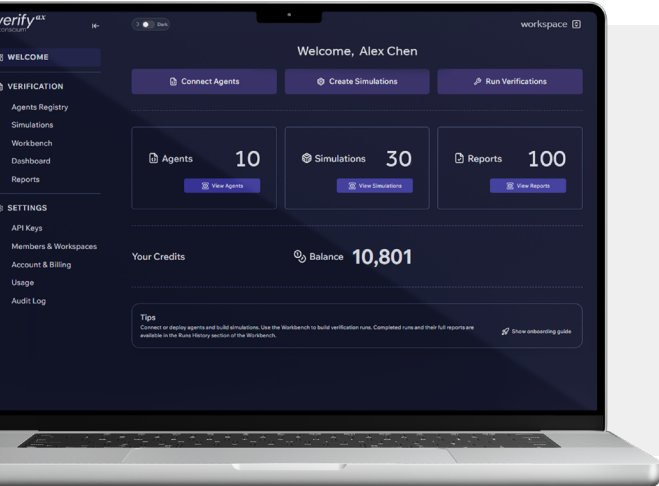 verify ax
conscium
Dark
workspace
WELCOME
VERIFICATION
Agents Registry
Simulations
Workbench
Dashboard
Reports
SETTINGS
API Keys
Members & Workspaces
Account & Billing
Usage
Audit Log
Welcome, Alex Chen
Connect Agents
Create Simulations
Run Verifications
Agents 10
View Agents
Simulations 30
View Simulations
Reports 100
View Reports
Your Credits
Balance 10,801
Tips
Connect or deploy agents and build simulations. Use the Workbench to build verification runs. Completed runs and their full reports are
available in the Runs History section of the Workbench.
Show onboarding guide